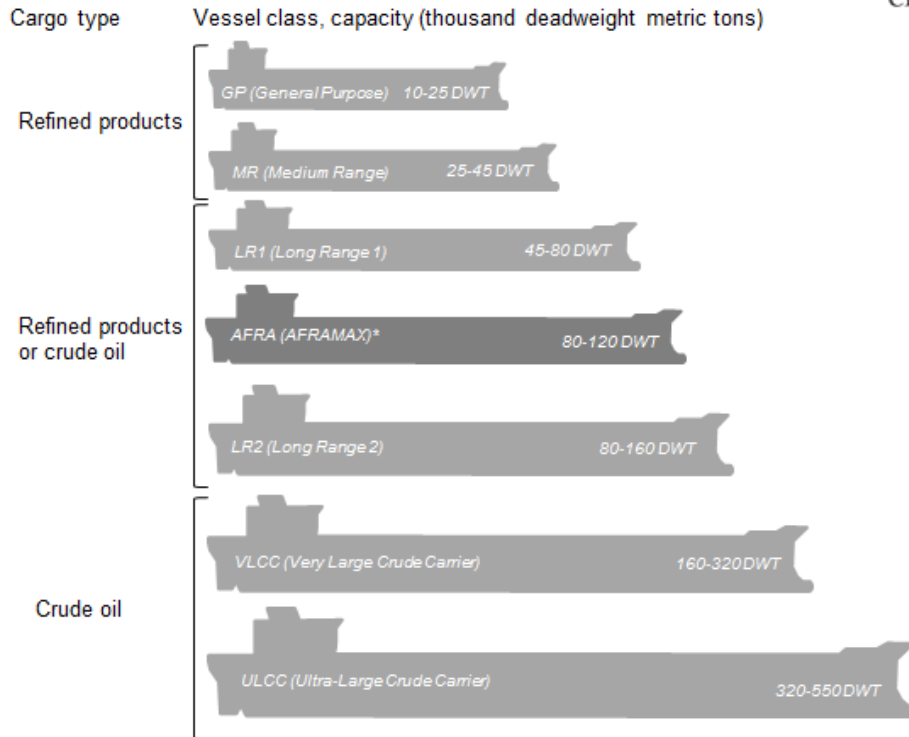 Cargo type    Vessel class, capacity (thousand deadweight metric tons)
GP (General Purpose) 10-25 DWT
Refined products
MR (Medium Range) 25-45 DWT
LR1 (Long Range 1) 45-80 DWT
Refined products
or crude oil
AFRA (AFRAMAX)* 80-120 DWT
LR2 (Long Range 2) 80-160 DWT
VLCC (Very Large Crude Carrier) 160-320 DWT
Crude oil
ULCC (Ultra-Large Crude Carrier) 320-550 DWT